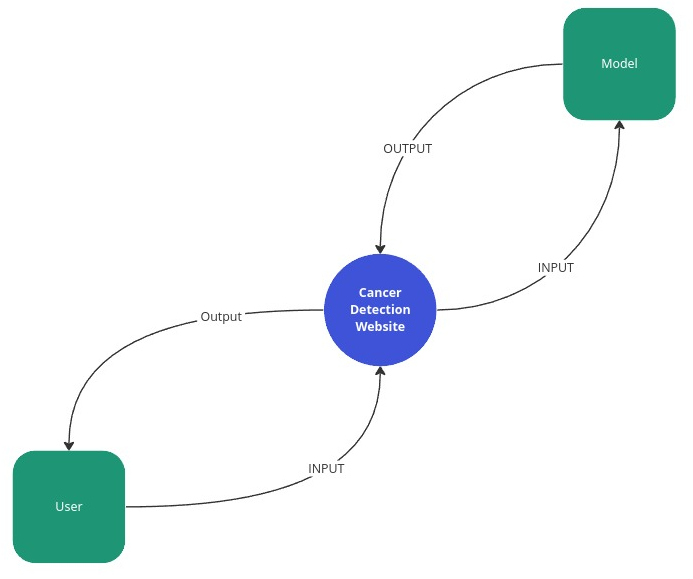 Model
OUTPUT
INPUT
Cancer
Detection
Website
Output
INPUT
User